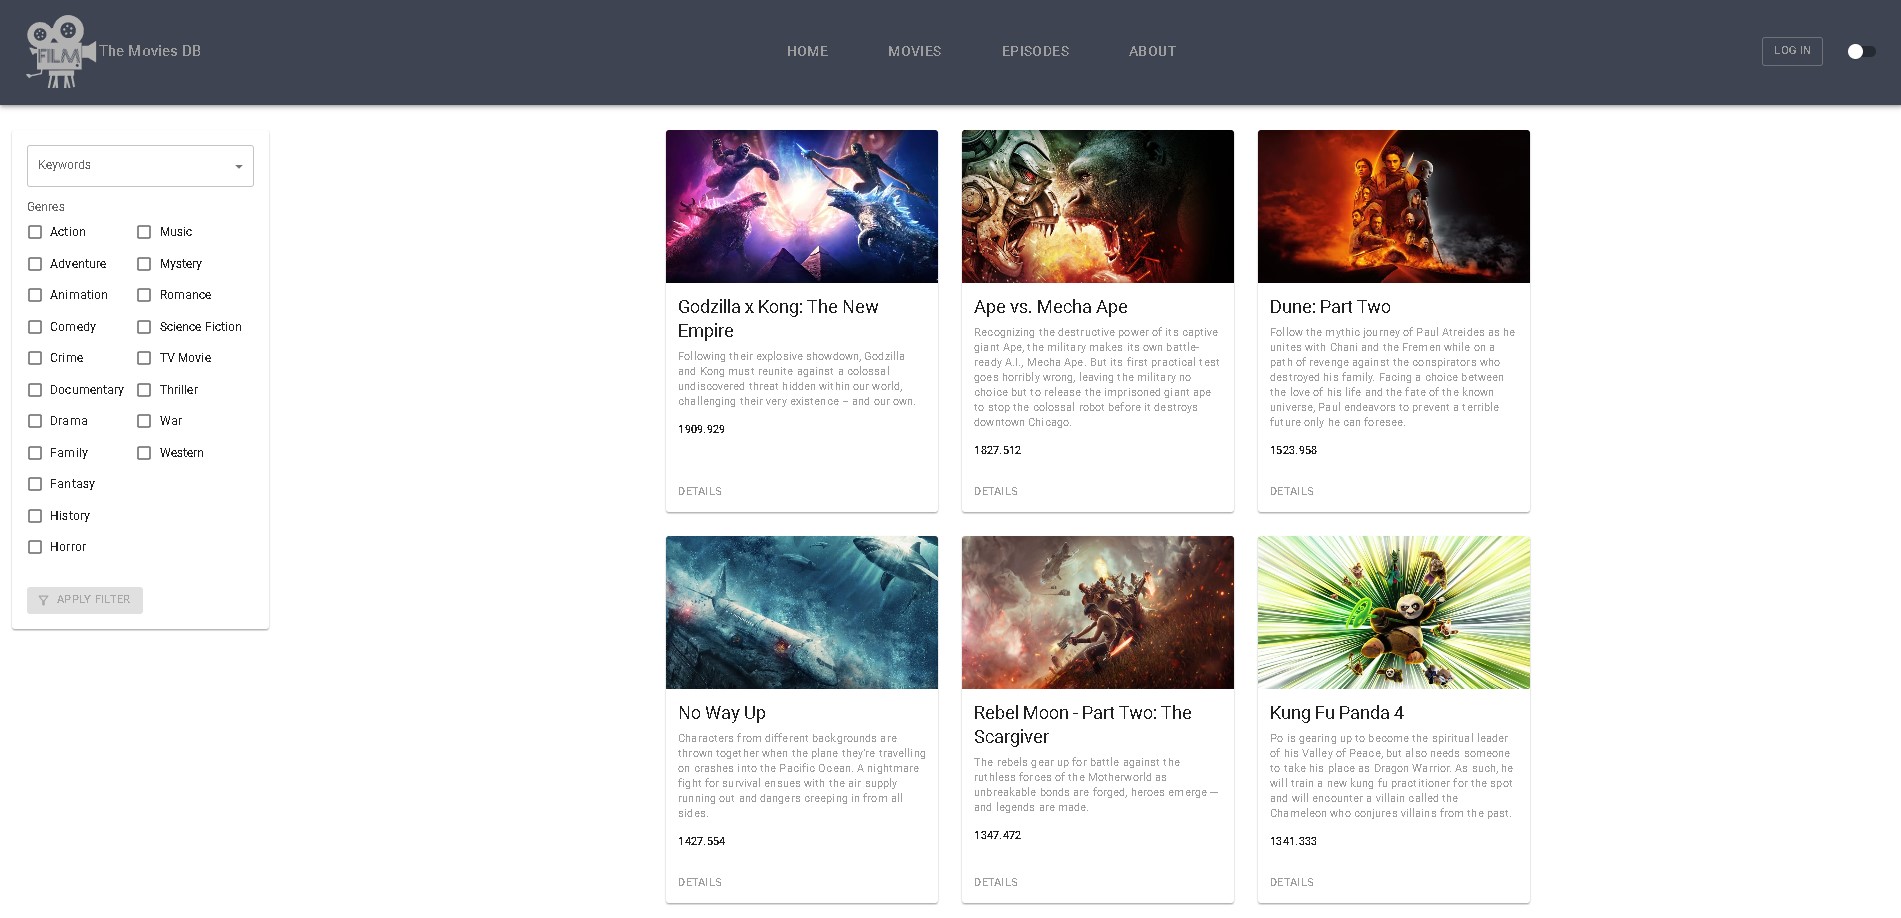 FILM
The Movies DB
HOME
MOVIES
EPISODES
ABOUT
LOG IN
Keywords
Genres
Action
Adventure
Animation
Comedy
Crime
Documentary
Drama
Family
Fantasy
History
Horror
Music
Mystery
Romance
Science Fiction
TV Movie
Thriller
War
Western
APPLY FILTER
Godzilla x Kong: The New
Empire
Following their explosive showdown, Godzilla
and Kong must reunite against a colossal
undiscovered threat hidden within our world,
challenging their very existence – and our own.
1909.929
DETAILS
Ape vs. Mecha Ape
Recognizing the destructive power of its captive
giant Ape, the military makes its own battle-
ready A.I., Mecha Ape. But its first practical test
goes horribly wrong, leaving the military no
choice but to release the imprisoned giant ape
to stop the colossal robot before it destroys
downtown Chicago.
1827.512
DETAILS
Dune: Part Two
Follow the mythic journey of Paul Atreides as he
unites with Chani and the Fremen while on a
path of revenge against the conspirators who
destroyed his family. Facing a choice between
the love of his life and the fate of the known
universe, Paul endeavors to prevent a terrible
future only he can foresee.
1523.958
DETAILS
No Way Up
Characters from different backgrounds are
thrown together when the plane they're travelling
on crashes into the Pacific Ocean. A nightmare
fight for survival ensues with the air supply
running out and dangers creeping in from all
sides.
1427.554
DETAILS
Rebel Moon - Part Two: The
Scargiver
The rebels gear up for battle against the
ruthless forces of the Motherworld as
unbreakable bonds are forged, heroes emerge —
and legends are made.
1347.472
DETAILS
Kung Fu Panda 4
Po is gearing up to become the spiritual leader
of his Valley of Peace, but also needs someone
to take his place as Dragon Warrior. As such, he
will train a new kung fu practitioner for the spot
and will encounter a villain called the
Chameleon who conjures villains from the past.
1341.333
DETAILS